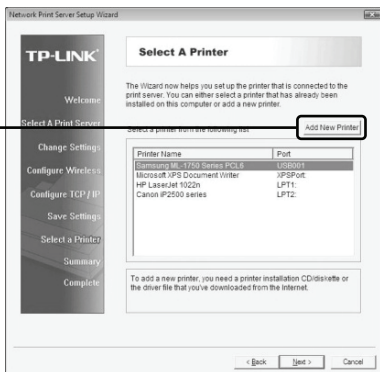 Network Print Server Setup Wizard
TP-LINK
Select A Printer
The Wizard now helps you set up the printer that is connected to the
print server. You can either select a printer that has already been
installed on this computer or add a new printer.
Select a printer from the following list
Add New Printer
Printer Name Port
Samsung ML-1750 Series PCL6 USB001
Microsoft XPS Document Writer XPSPort:
HP LaserJet 1022n LPT1:
Canon iP2500 series LPT2:
To add a new printer, you need a printer installation CD/diskette or
the driver file that you've downloaded from the Internet.
Welcome
Select A Print Server
Change Settings
Configure Wireless
Configure TCP / IP
Save Settings
Select a Printer
Summary
Complete
< Back Next > Cancel